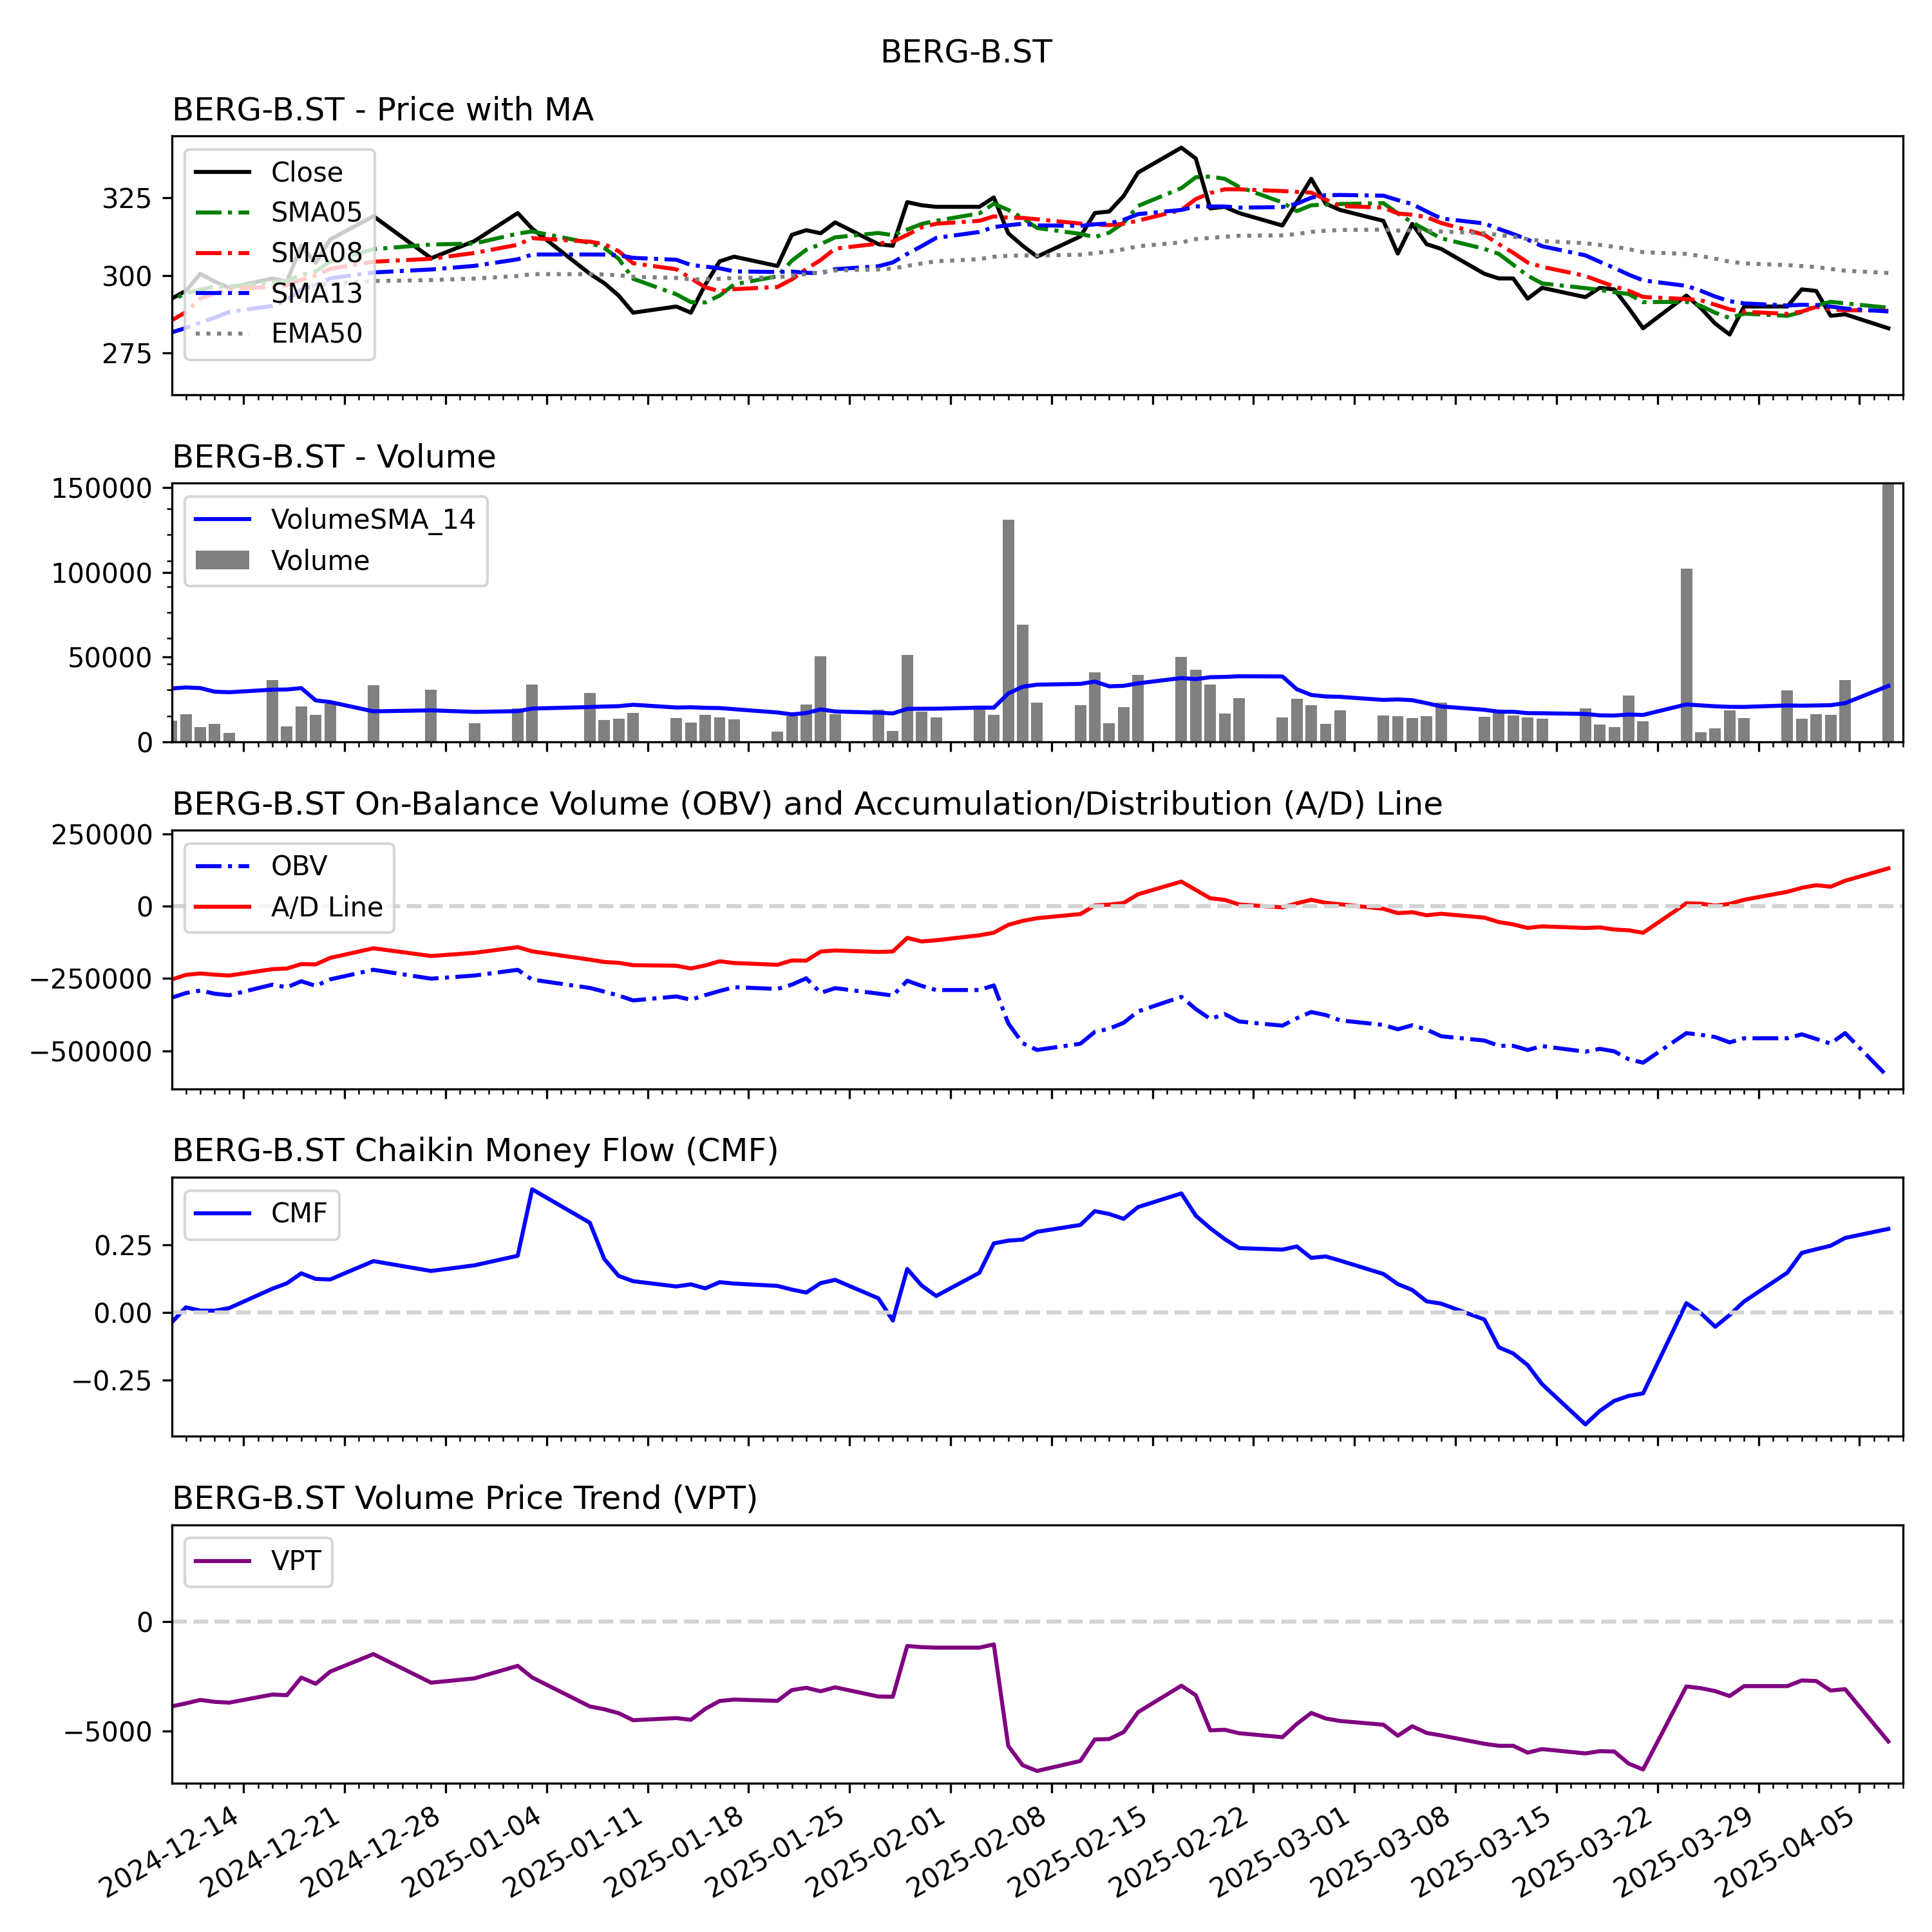 BERG-B.ST
BERG-B.ST - Price with MA
Close
SMA05
SMA08
SMA13
EMA50
325
300
275
BERG-B.ST - Volume
VolumeSMA_14
Volume
150000
100000
50000
0
BERG-B.ST On-Balance Volume (OBV) and Accumulation/Distribution (A/D) Line
OBV
A/D Line
250000
0
−250000
−500000
BERG-B.ST Chaikin Money Flow (CMF)
CMF
0.25
0.00
−0.25
BERG-B.ST Volume Price Trend (VPT)
VPT
0
−5000
2024-12-14
2024-12-21
2024-12-28
2025-01-04
2025-01-11
2025-01-18
2025-01-25
2025-02-01
2025-02-08
2025-02-15
2025-02-22
2025-03-01
2025-03-08
2025-03-15
2025-03-22
2025-03-29
2025-04-05